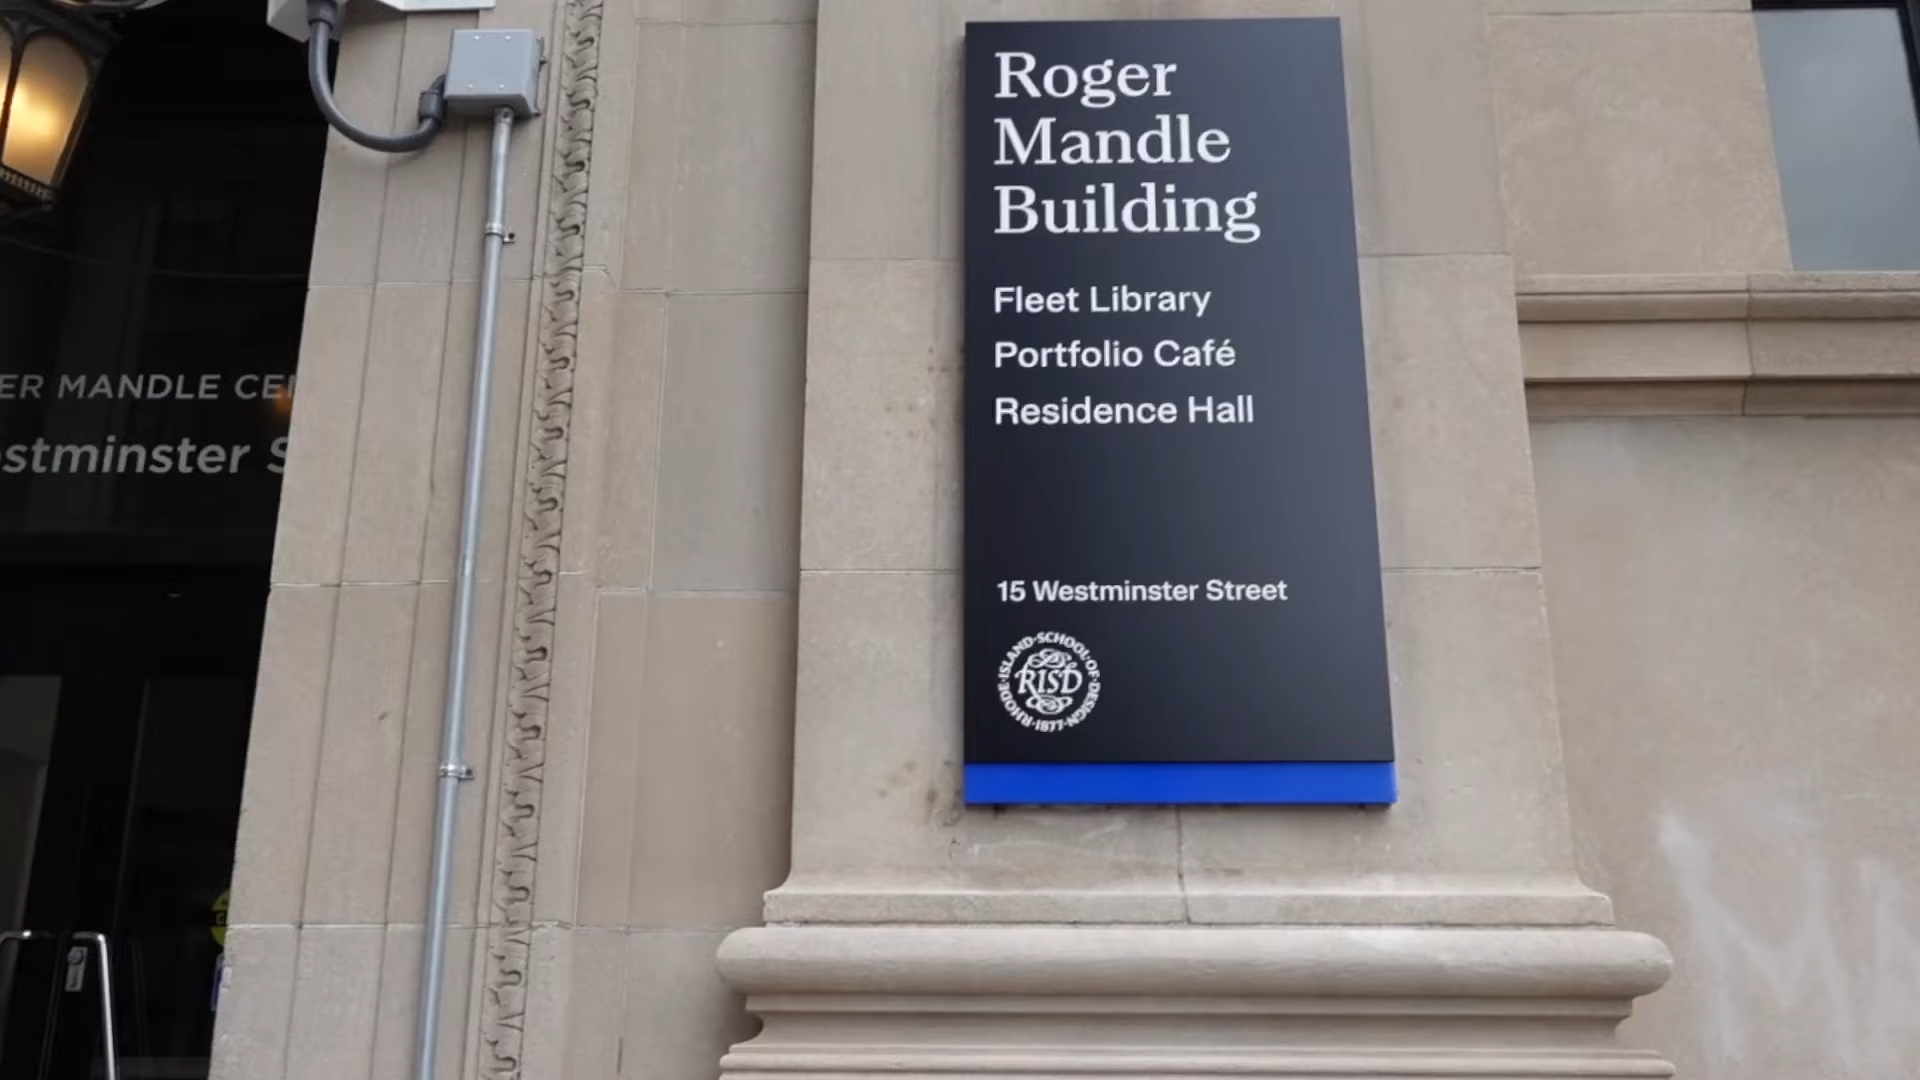 Roger
Mandle
Building
Fleet Library
Portfolio Café
Residence Hall
15 Westminster Street
RHODE·ISLAND·SCHOOL·OF·DESIGN·1877·
RISD
ER MANDLE CE
stminster S